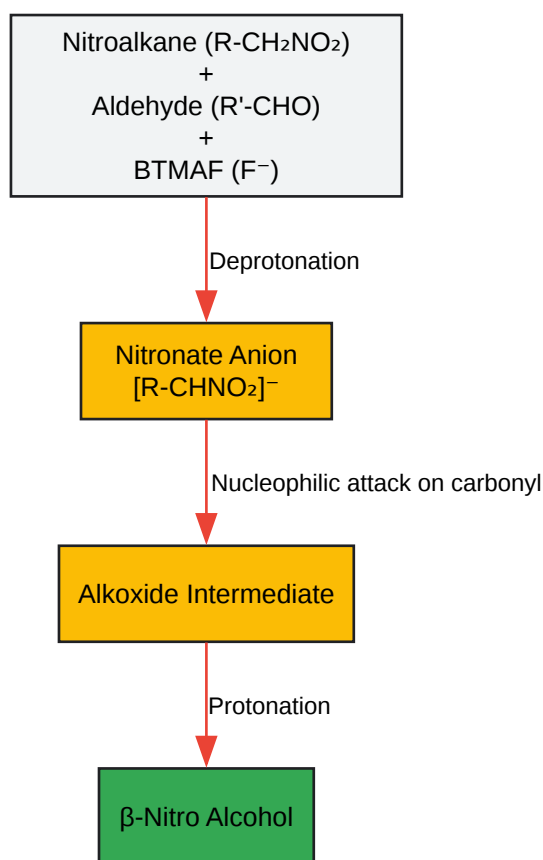 Nitroalkane (R-CH₂NO₂)
+
Aldehyde (R'-CHO)
+
BTMAF (F⁻)
Deprotonation
Nitronate Anion
[R-CHNO₂]⁻
Nucleophilic attack on carbonyl
Alkoxide Intermediate
Protonation
β-Nitro Alcohol